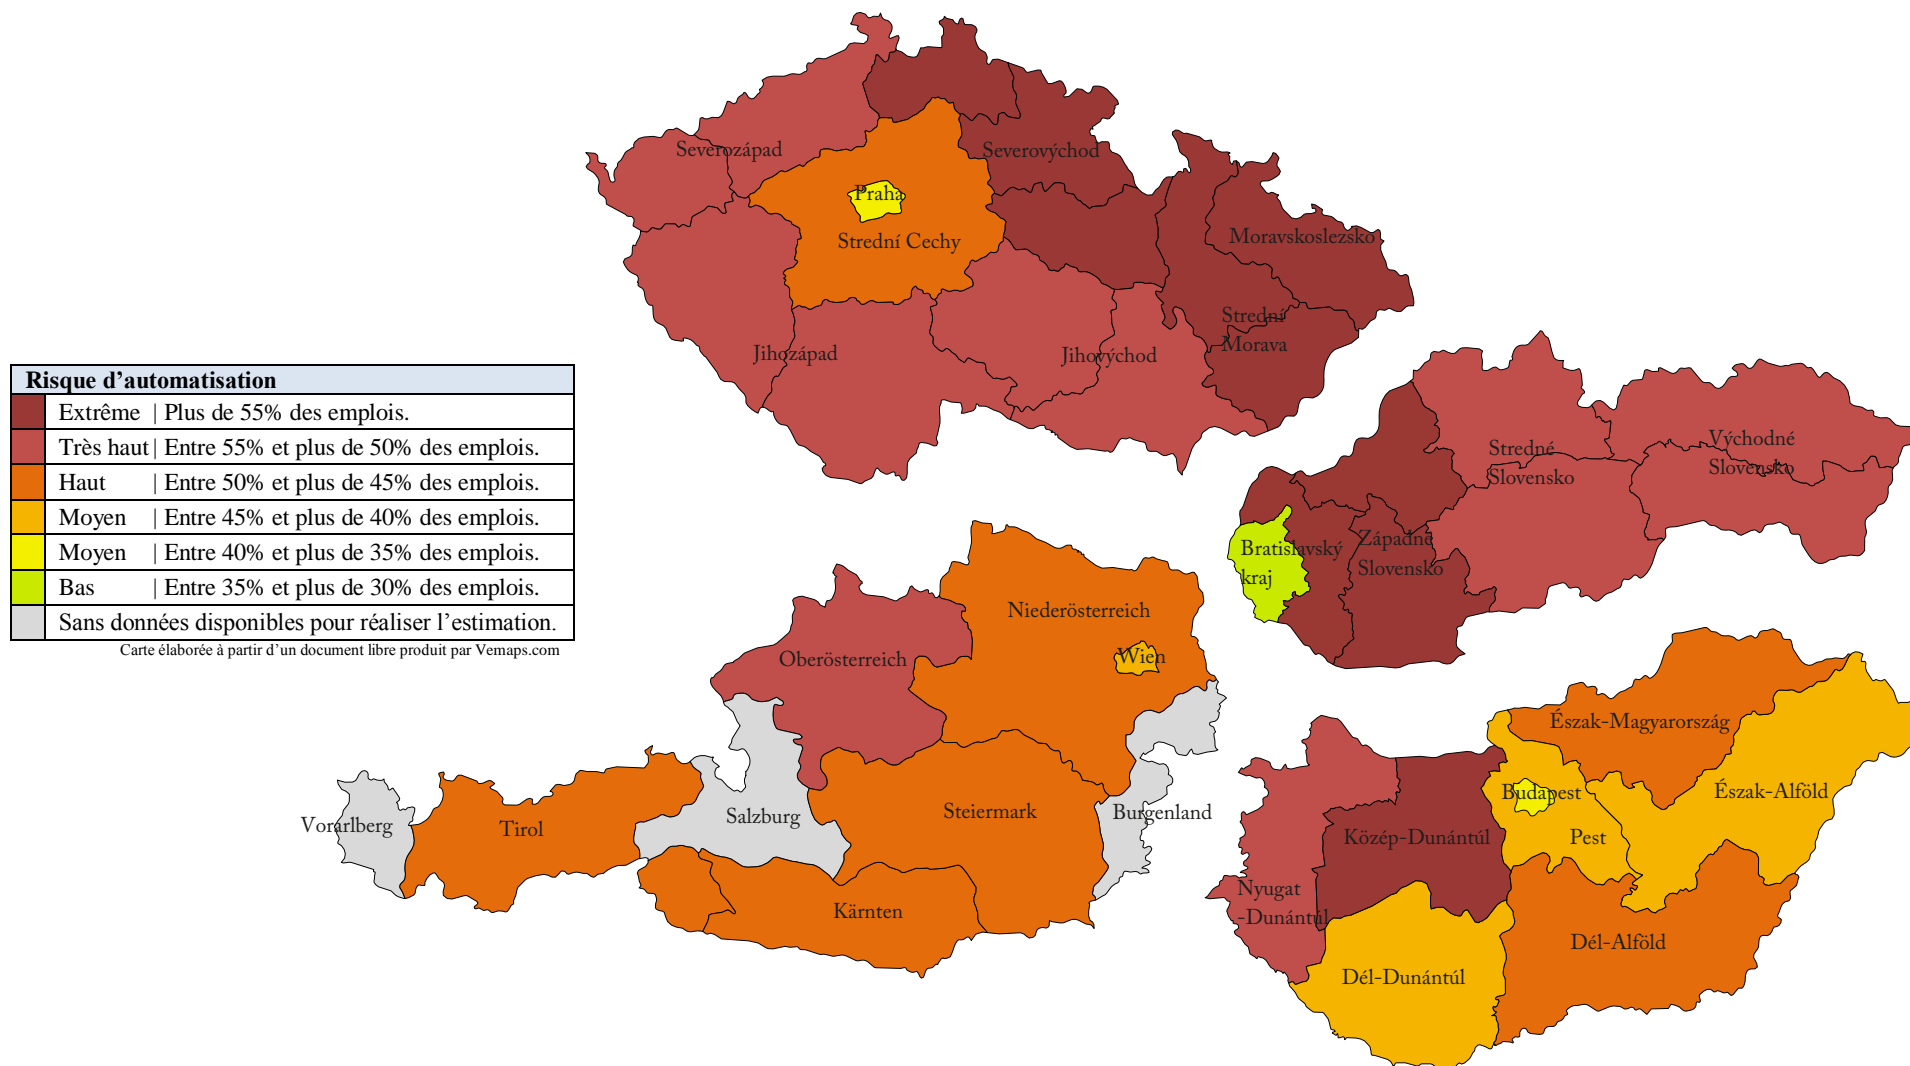 Severozápad
Severovýchod
Praha
Strední Cechy
Moravskoslezsko
Strední
Morava
Jihozápad
Jihovýchod
Risque d’automatisation
Extrême | Plus de 55% des emplois.
Très haut | Entre 55% et plus de 50% des emplois.
Haut | Entre 50% et plus de 45% des emplois.
Moyen | Entre 45% et plus de 40% des emplois.
Moyen | Entre 40% et plus de 35% des emplois.
Bas | Entre 35% et plus de 30% des emplois.
Sans données disponibles pour réaliser l’estimation.
Carte élaborée à partir d’un document libre produit par Vemaps.com
Stredné
Slovensko
Východné
Slovensko
Bratislavský
kraj
Západné
Slovensko
Niederösterreich
Wien
Oberösterreich
Vorarlberg
Tirol
Salzburg
Steiermark
Burgenland
Kärnten
Észak-Magyarország
Budapest
Észak-Alföld
Közép-Dunántúl
Pest
Nyugat
-Dunántúl
Dél-Alföld
Dél-Dunántúl